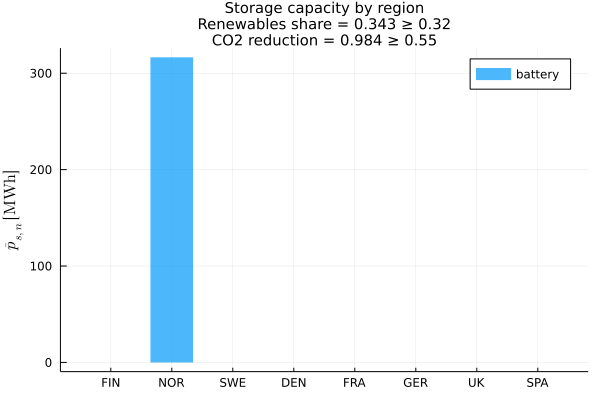 Storage capacity by region
Renewables share = 0.343 ≥ 0.32
CO2 reduction = 0.984 ≥ 0.55
battery
p̄ₛ,ₙ [MWh]
300
200
100
0
FIN NOR SWE DEN FRA GER UK SPA